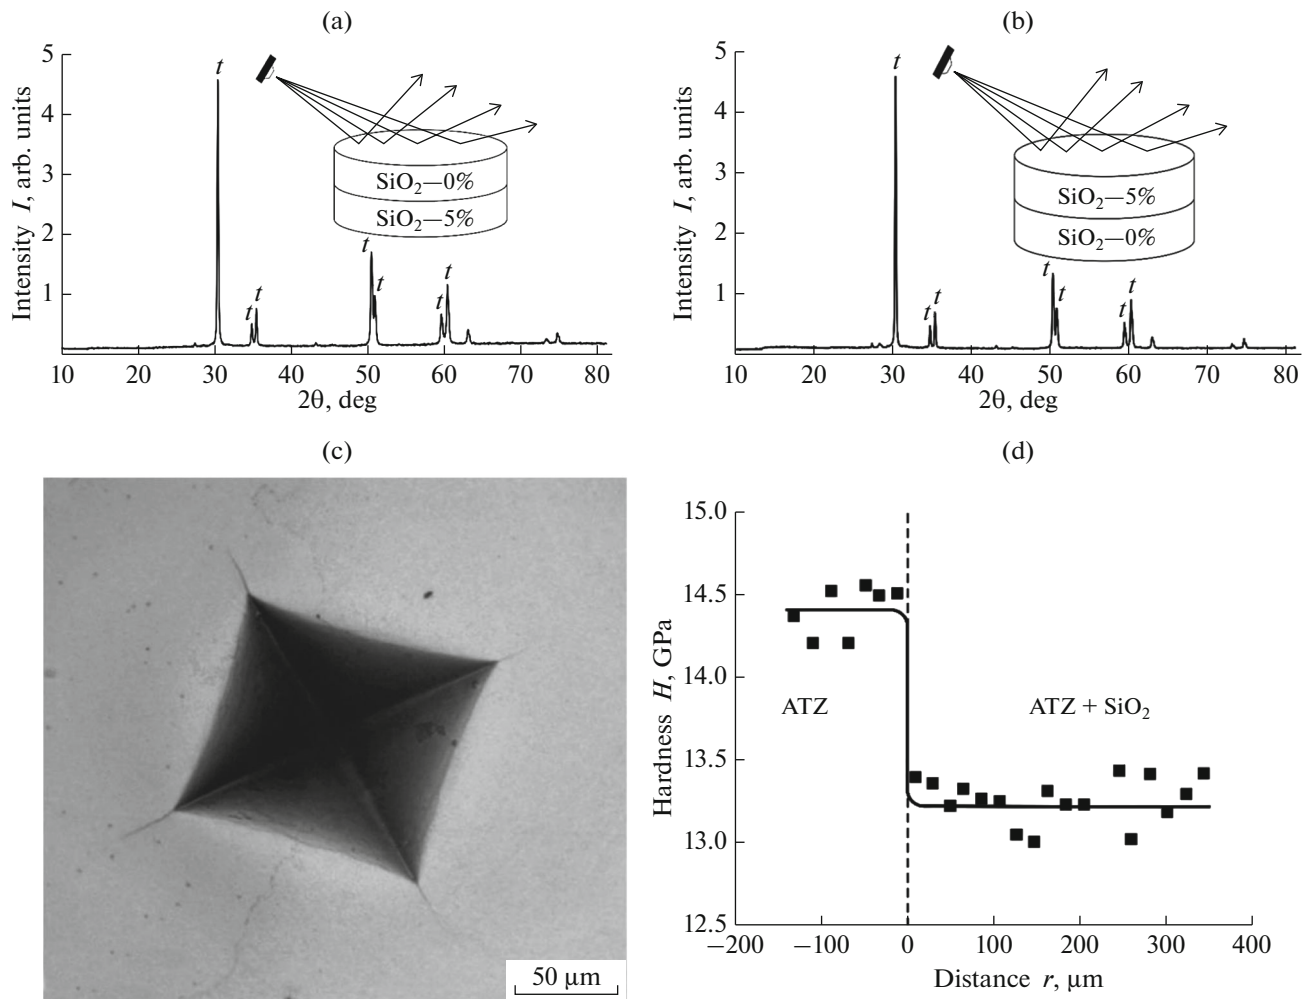 (a)
5
4
3
2
1
Intensity I, arb. units
t
t
t
t
t
t
t
SiO₂—0%
SiO₂—5%
10 20 30 40 50 60 70 80
2θ, deg
(b)
5
4
3
2
1
Intensity I, arb. units
t
t
t
t
t
t
t
SiO₂—5%
SiO₂—0%
10 20 30 40 50 60 70 80
2θ, deg
(c)
50 µm
(d)
15.0
14.5
14.0
13.5
13.0
12.5
Hardness H, GPa
ATZ
ATZ + SiO₂
−200 −100 0 100 200 300 400
Distance r, µm